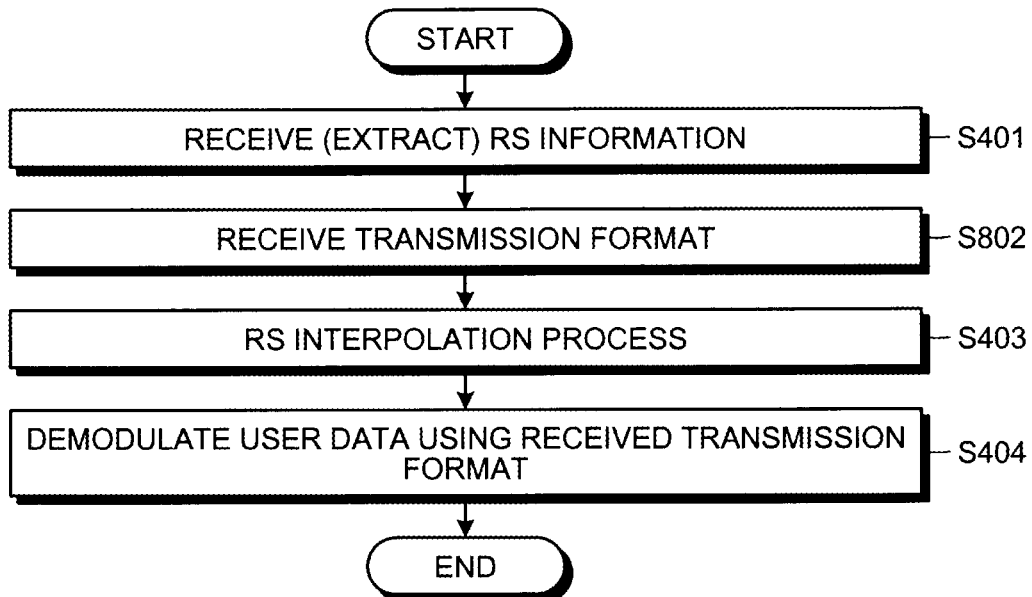 START
RECEIVE (EXTRACT) RS INFORMATION
S401
RECEIVE TRANSMISSION FORMAT
S802
RS INTERPOLATION PROCESS
S403
DEMODULATE USER DATA USING RECEIVED TRANSMISSION
FORMAT
S404
END